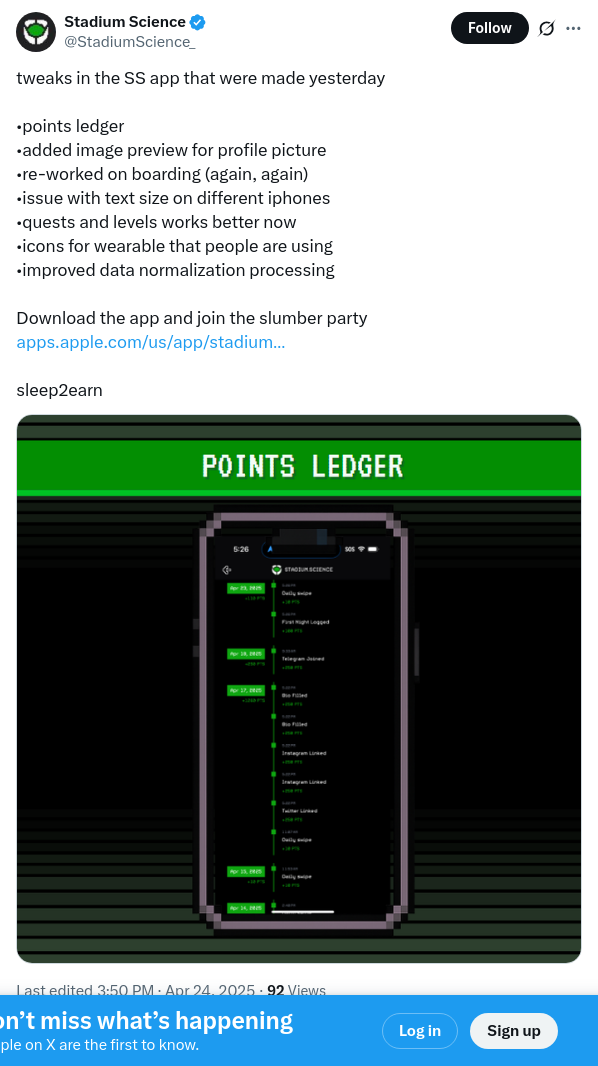 Stadium Science
@StadiumScience_
Follow
tweaks in the SS app that were made yesterday
•points ledger
•added image preview for profile picture
•re-worked on boarding (again, again)
•issue with text size on different iphones
•quests and levels works better now
•icons for wearable that people are using
•improved data normalization processing
Download the app and join the slumber party
apps.apple.com/us/app/stadium…
sleep2earn
POINTS LEDGER
5:26
SOS
STADIUM SCIENCE
Apr 23, 2025
Daily swipe
First Night Logged
Apr 18, 2025
Telegram Joined
Apr 17, 2025
Bio Filled
Bio Filled
Instagram Linked
Instagram Linked
Twitter Linked
Daily swipe
Daily swipe
Last edited 3:50 PM · Apr 24, 2025 · 92 Views
on’t miss what’s happening
ple on X are the first to know.
Log in
Sign up